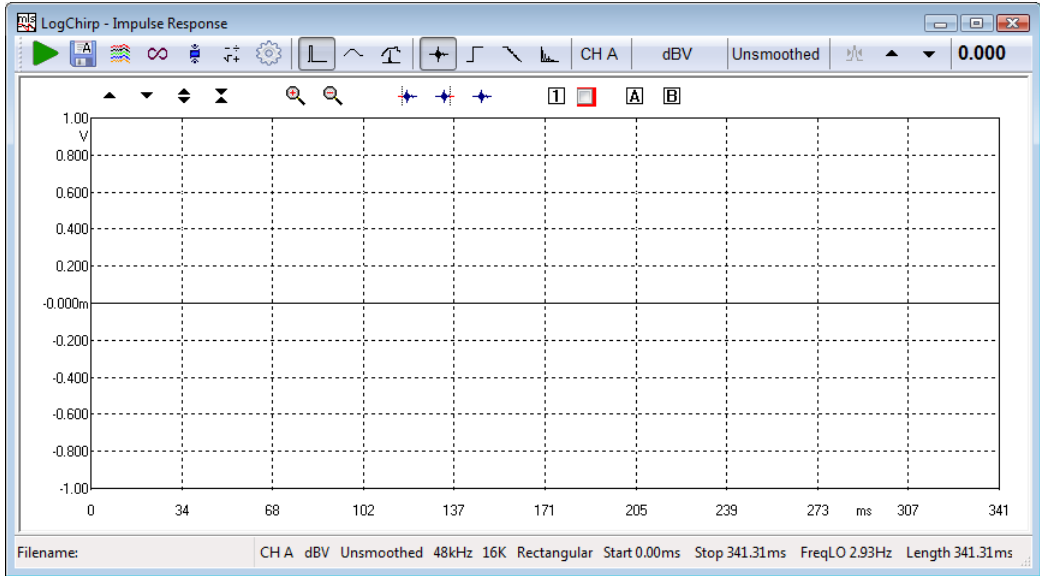 mls LogChirp - Impulse Response
A CH A dBV Unsmoothed 0.000
1 A B
1.00
V
0.800
0.600
0.400
0.200
-0.000m
-0.200
-0.400
-0.600
-0.800
-1.00
0 34 68 102 137 171 205 239 273 ms 307 341
Filename: CH A dBV Unsmoothed 48kHz 16K Rectangular Start 0.00ms Stop 341.31ms FreqLO 2.93Hz Length 341.31ms